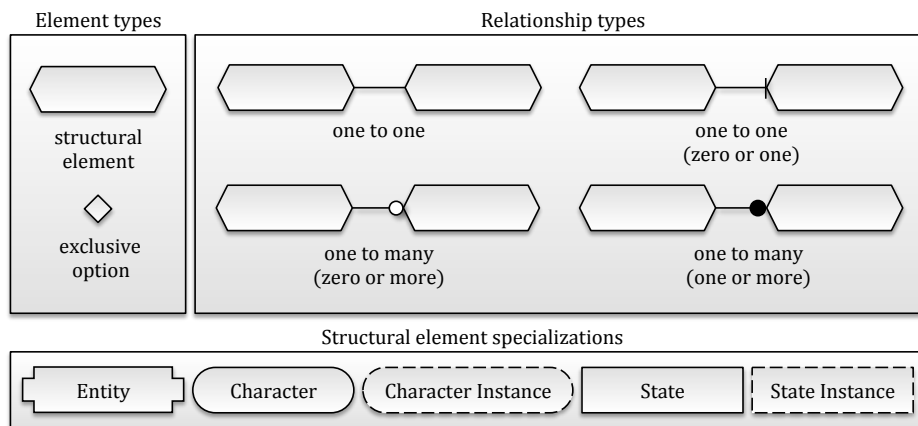 Element types
Relationship types
structural
element
exclusive
option
one to one
one to one
(zero or one)
one to many
(zero or more)
one to many
(one or more)
Structural element specializations
Entity
Character
Character Instance
State
State Instance